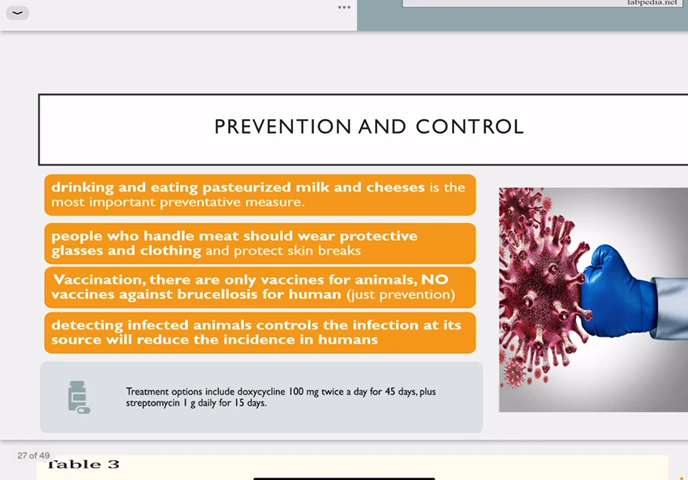 labpedia.net
PREVENTION AND CONTROL
drinking and eating pasteurized milk and cheeses is the
most important preventative measure.
people who handle meat should wear protective
glasses and clothing and protect skin breaks
Vaccination, there are only vaccines for animals, NO
vaccines against brucellosis for human (just prevention)
detecting infected animals controls the infection at its
source will reduce the incidence in humans
Treatment options include doxycycline 100 mg twice a day for 45 days, plus
streptomycin 1 g daily for 15 days.
27 of 49
Table 3